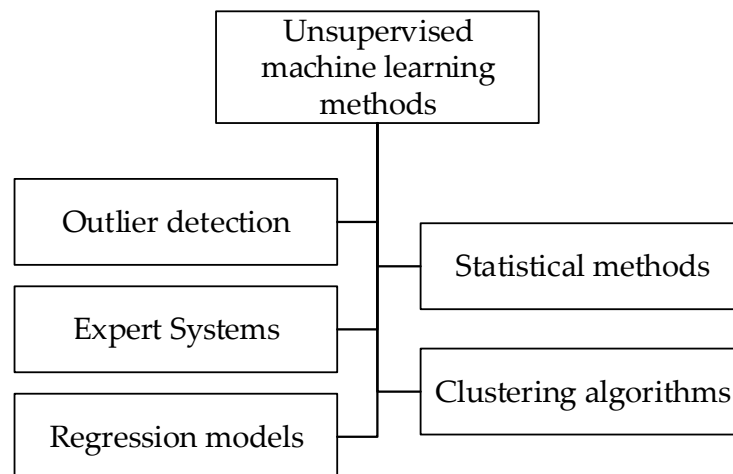 Unsupervised
machine learning
methods
Outlier detection
Statistical methods
Expert Systems
Clustering algorithms
Regression models